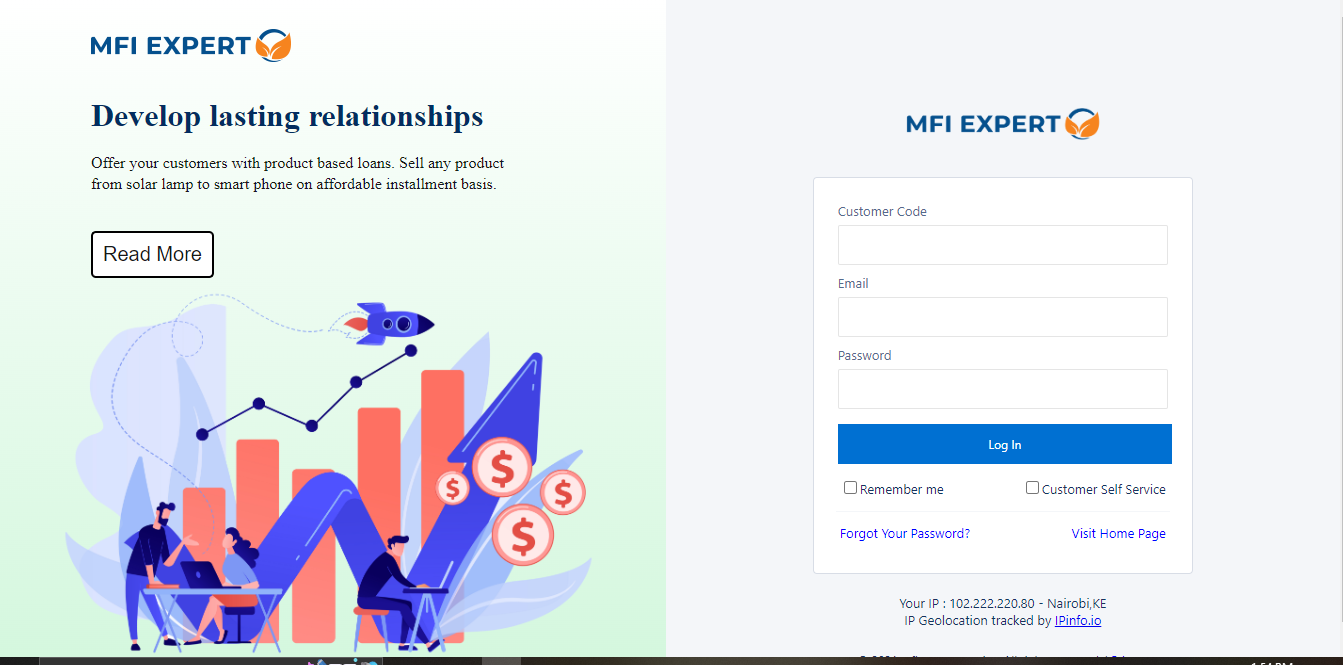 MFI EXPERT
Develop lasting relationships
Offer your customers with product based loans. Sell any product
from solar lamp to smart phone on affordable installment basis.
Read More
$
$
$
$
MFI EXPERT
Customer Code
Email
Password
Log In
Remember me
Customer Self Service
Forgot Your Password?
Visit Home Page
Your IP : 102.222.220.80 - Nairobi,KE
IP Geolocation tracked by IPinfo.io